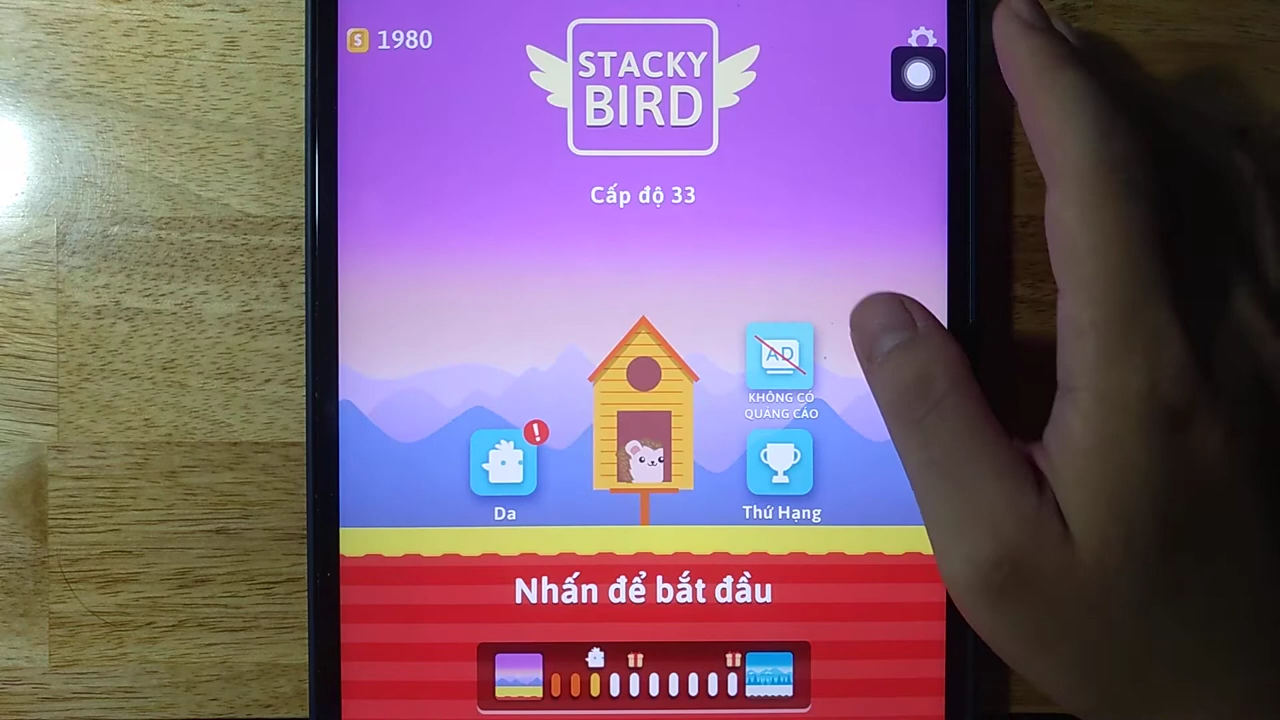 1980
STACKY
BIRD
Cấp độ 33
AD
KHÔNG CÓ
QUẢNG CÁO
Da
Thứ Hạng
Nhấn để bắt đầu